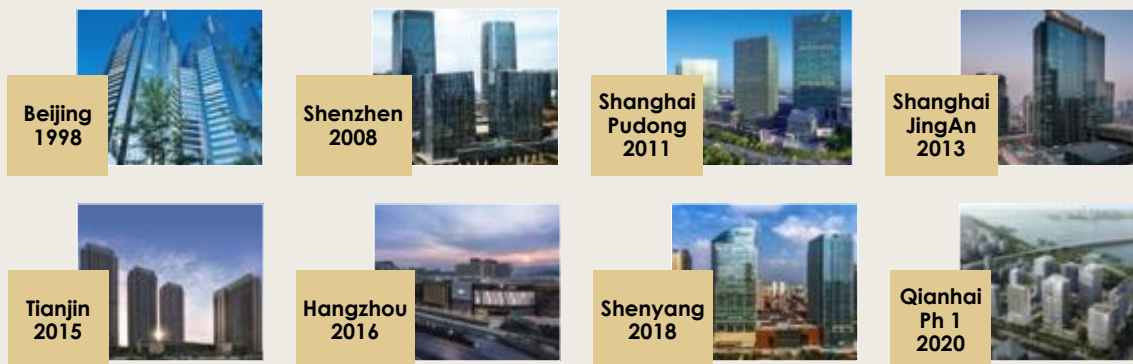 Beijing
1998
Shenzhen
2008
Shanghai
Pudong
2011
Shanghai
JingAn
2013
Tianjin
2015
Hangzhou
2016
Shenyang
2018
Qianhai
Ph 1
2020